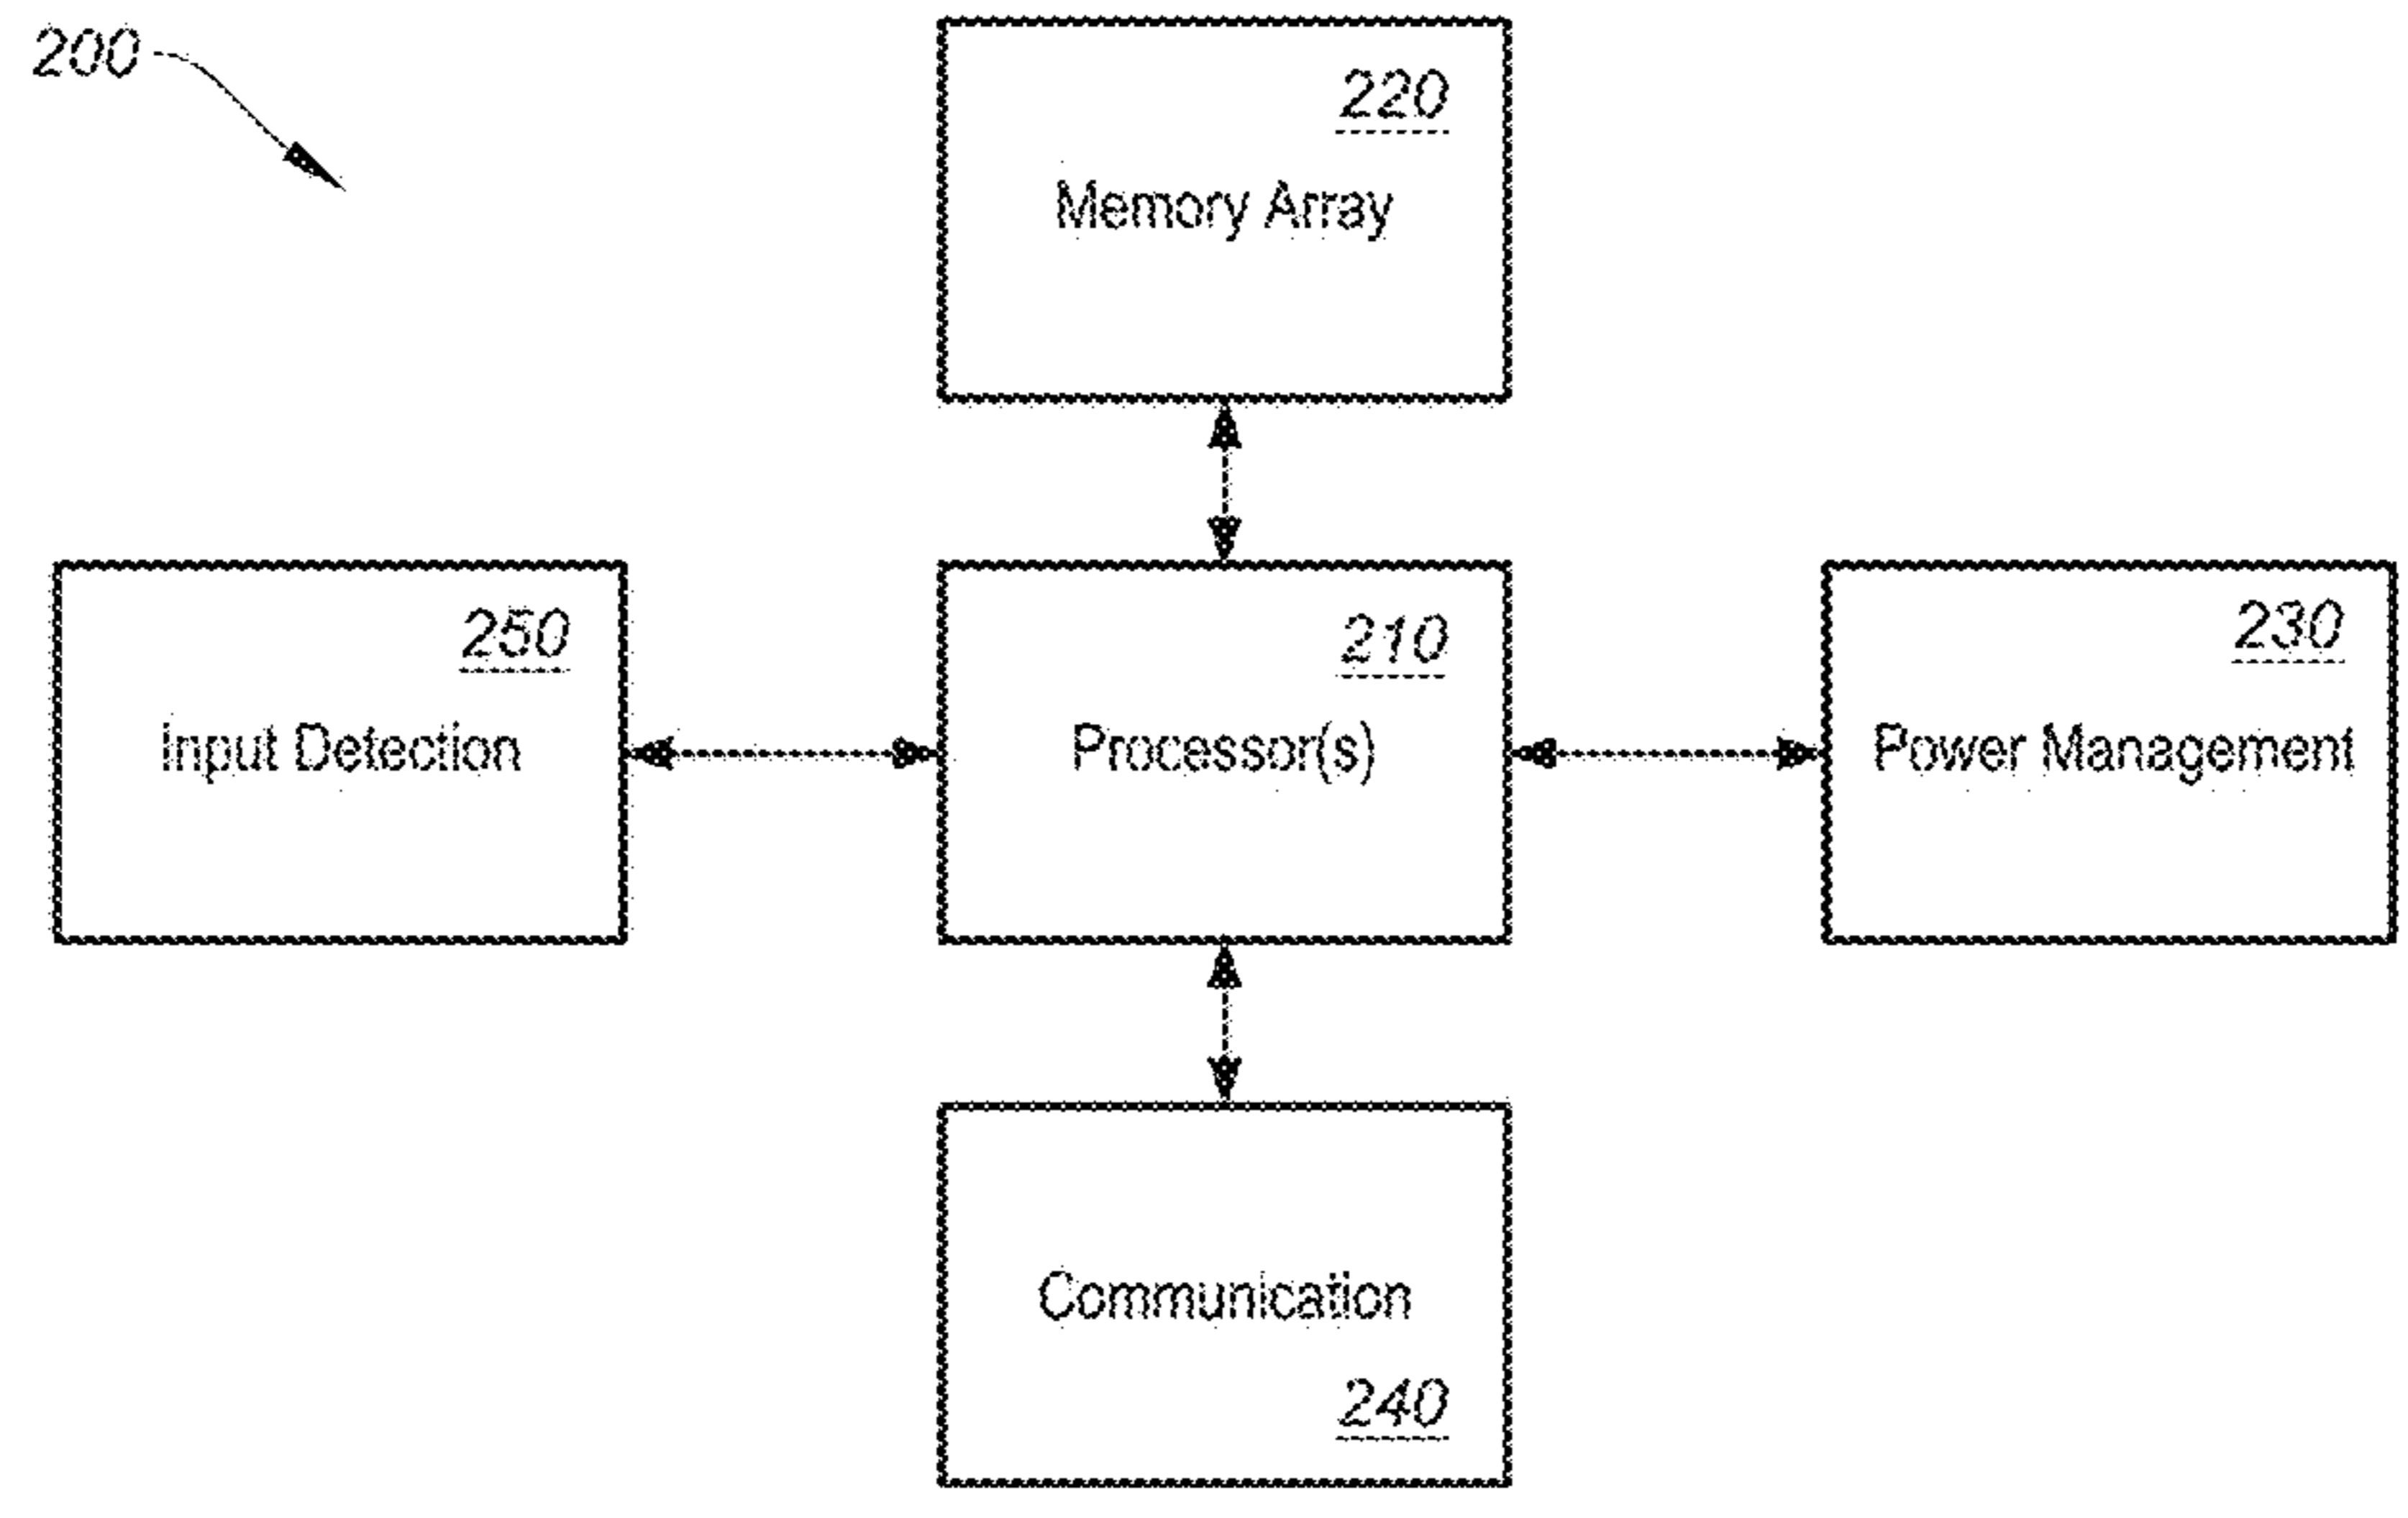 200
220
Memory Array
250
Input Detection
210
Processor(s)
230
Power Management
Communication
240